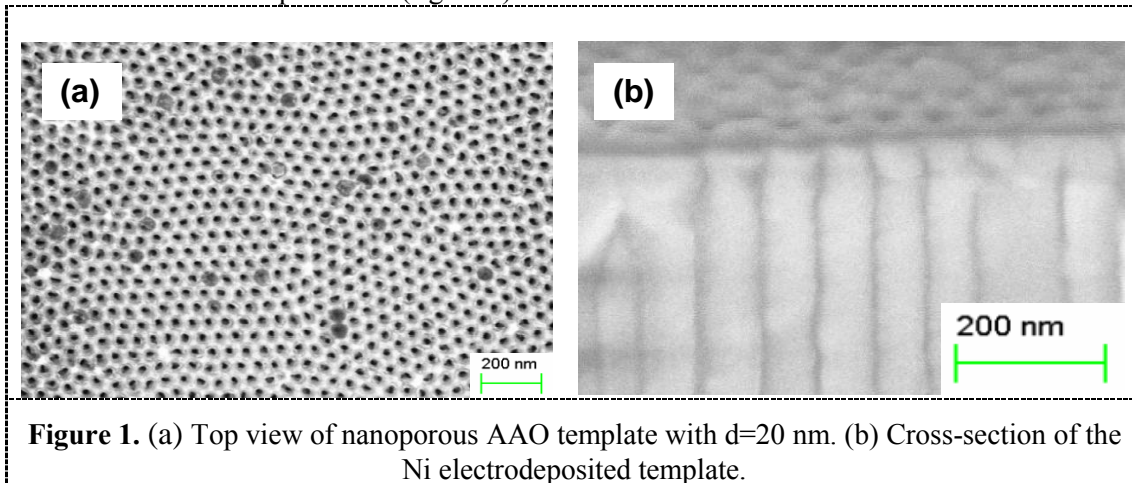 (a)
(b)
200 nm
200 nm
Figure 1. (a) Top view of nanoporous AAO template with d=20 nm. (b) Cross-section of the
Ni electrodeposited template.